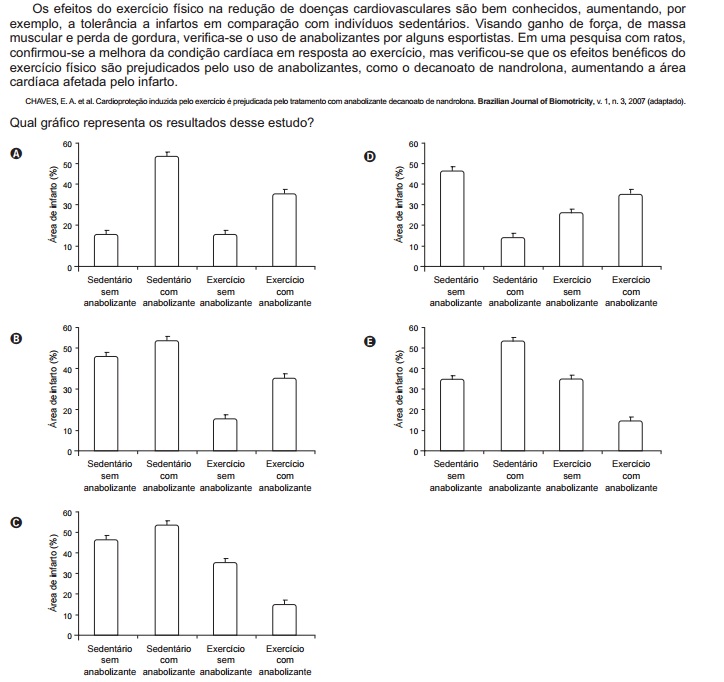 Os efeitos do exercício físico na redução de doenças cardiovasculares são bem conhecidos, aumentando, por
exemplo, a tolerância a infartos em comparação com indivíduos sedentários. Visando ganho de força, de massa
muscular e perda de gordura, verifica-se o uso de anabolizantes por alguns esportistas. Em uma pesquisa com ratos,
confirmou-se a melhora da condição cardíaca em resposta ao exercício, mas verificou-se que os efeitos benéficos do
exercício físico são prejudicados pelo uso de anabolizantes, como o decanoato de nandrolona, aumentando a área
cardíaca afetada pelo infarto.
CHAVES, E. A. et al. Cardioproteção induzida pelo exercício é prejudicada pelo tratamento com anabolizante decanoato de nandrolona. Brazilian Journal of Biomotricity, v. 1, n. 3, 2007 (adaptado).
Qual gráfico representa os resultados desse estudo?
A
Área de infarto (%)
60
50
40
30
20
10
0
Sedentário Sedentário Exercício Exercício
sem com sem com
anabolizante anabolizante anabolizante anabolizante
B
Área de infarto (%)
60
50
40
30
20
10
0
Sedentário Sedentário Exercício Exercício
sem com sem com
anabolizante anabolizante anabolizante anabolizante
C
Área de infarto (%)
60
50
40
30
20
10
0
Sedentário Sedentário Exercício Exercício
sem com sem com
anabolizante anabolizante anabolizante anabolizante
D
Área de infarto (%)
60
50
40
30
20
10
0
Sedentário Sedentário Exercício Exercício
sem com sem com
anabolizante anabolizante anabolizante anabolizante
E
Área de infarto (%)
60
50
40
30
20
10
0
Sedentário Sedentário Exercício Exercício
sem com sem com
anabolizante anabolizante anabolizante anabolizante